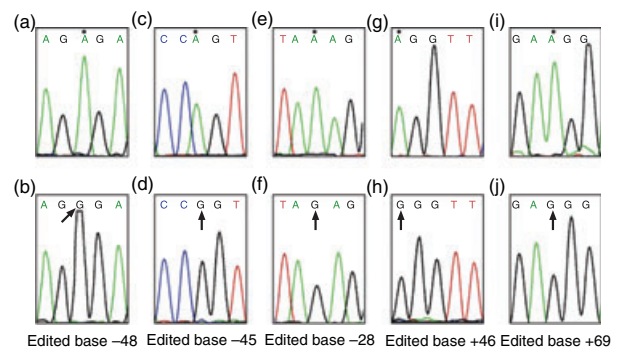 (a) (c) (e) (g) (i)
A G A G A C C A G T T A A A G A G G T T G A A G G
(b) (d) (f) (h) (j)
A G G G A C C G G T T A G A G G G G T T G A G G G
Edited base –48 Edited base –45 Edited base –28 Edited base +46 Edited base +69